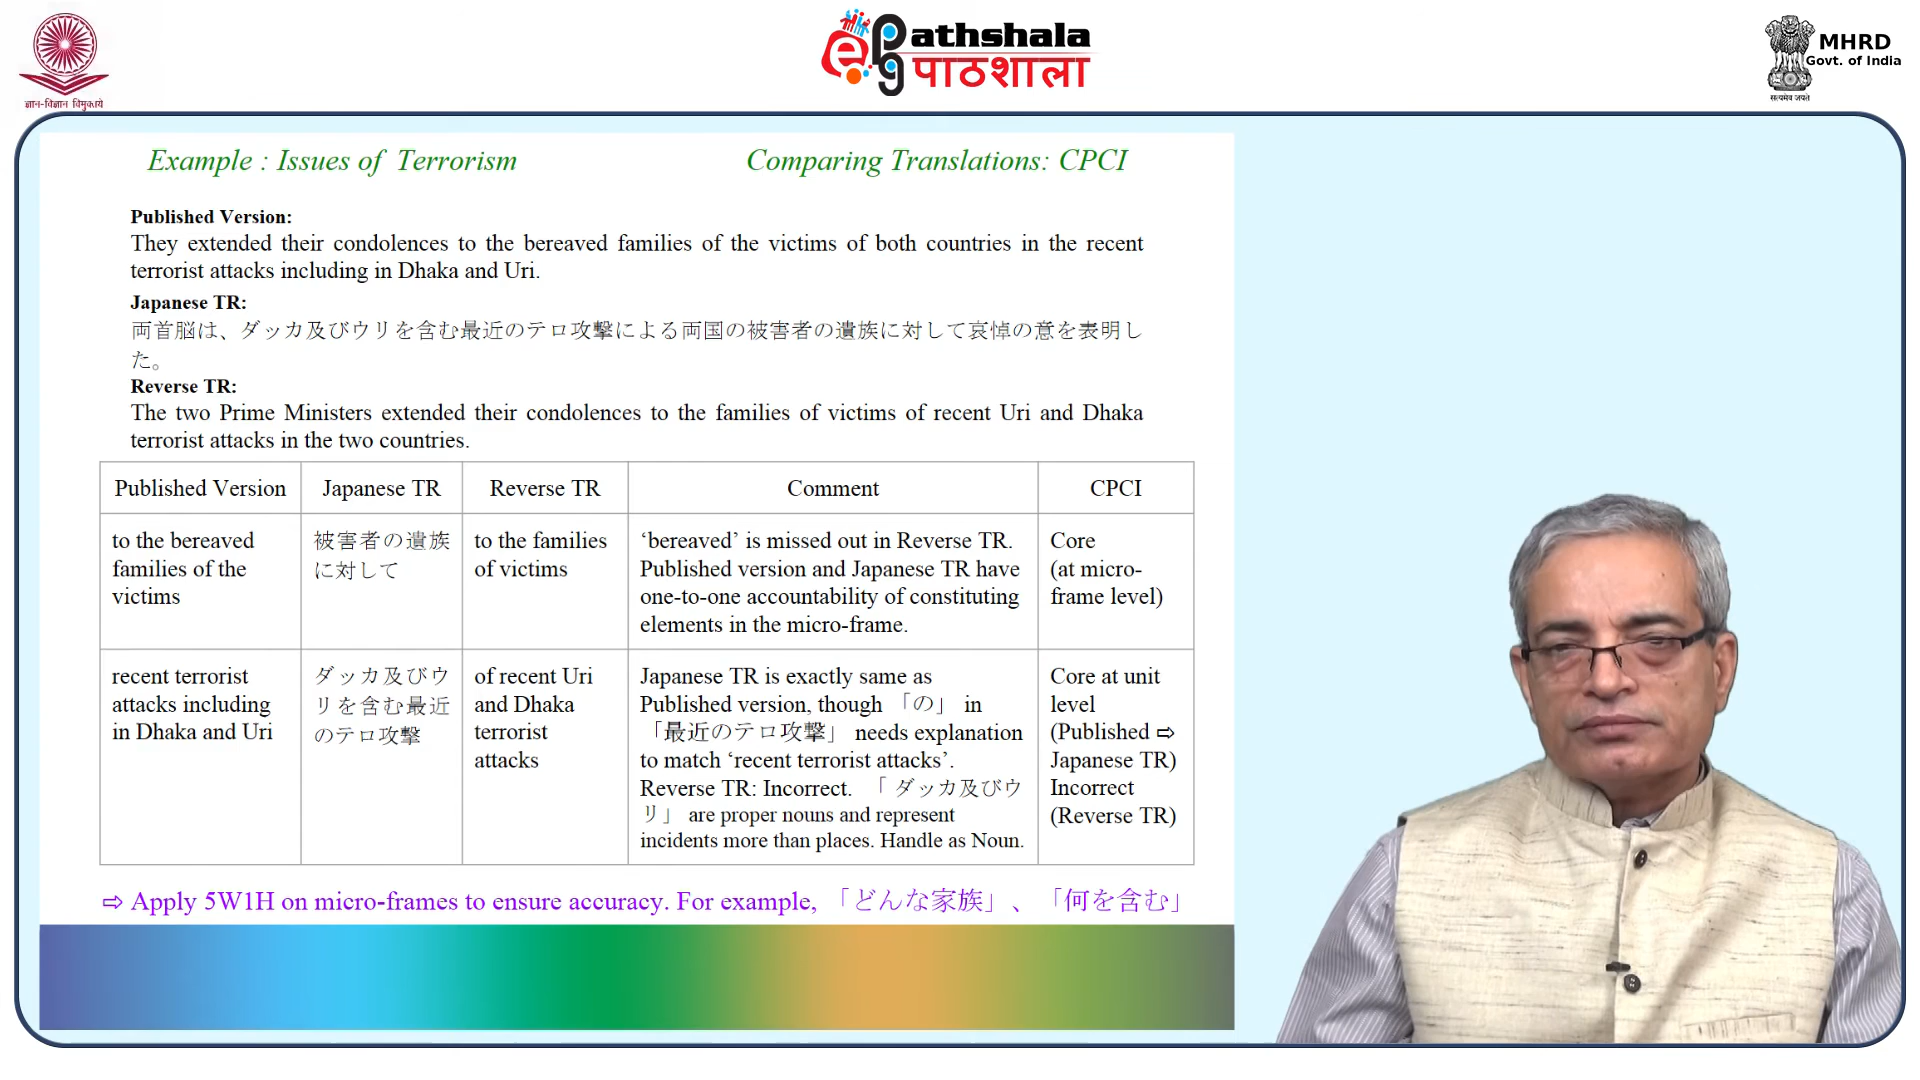 ज्ञान-विज्ञान विमुक्तये
ePathshala
पाठशाला
MHRD
Govt. of India
सत्यमेव जयते
Example : Issues of Terrorism
Comparing Translations: CPCI
Published Version:
They extended their condolences to the bereaved families of the victims of both countries in the recent
terrorist attacks including in Dhaka and Uri.
Japanese TR:
両首脳は、ダッカ及びウリを含む最近のテロ攻撃による両国の被害者の遺族に対して哀悼の意を表明し
た。
Reverse TR:
The two Prime Ministers extended their condolences to the families of victims of recent Uri and Dhaka
terrorist attacks in the two countries.
Published Version
Japanese TR
Reverse TR
Comment
CPCI
to the bereaved
families of the
victims
被害者の遺族
に対して
to the families
of victims
‘bereaved’ is missed out in Reverse TR.
Published version and Japanese TR have
one-to-one accountability of constituting
elements in the micro-frame.
Core
(at micro-
frame level)
recent terrorist
attacks including
in Dhaka and Uri
ダッカ及びウ
リを含む最近
のテロ攻撃
of recent Uri
and Dhaka
terrorist
attacks
Japanese TR is exactly same as
Published version, though 「の」 in
「最近のテロ攻撃」 needs explanation
to match ‘recent terrorist attacks’.
Reverse TR: Incorrect. 「 ダッカ及びウ
リ」 are proper nouns and represent
incidents more than places. Handle as Noun.
Core at unit
level
(Published ⇨
Japanese TR)
Incorrect
(Reverse TR)
⇨ Apply 5W1H on micro-frames to ensure accuracy. For example, 「どんな家族」、「何を含む」